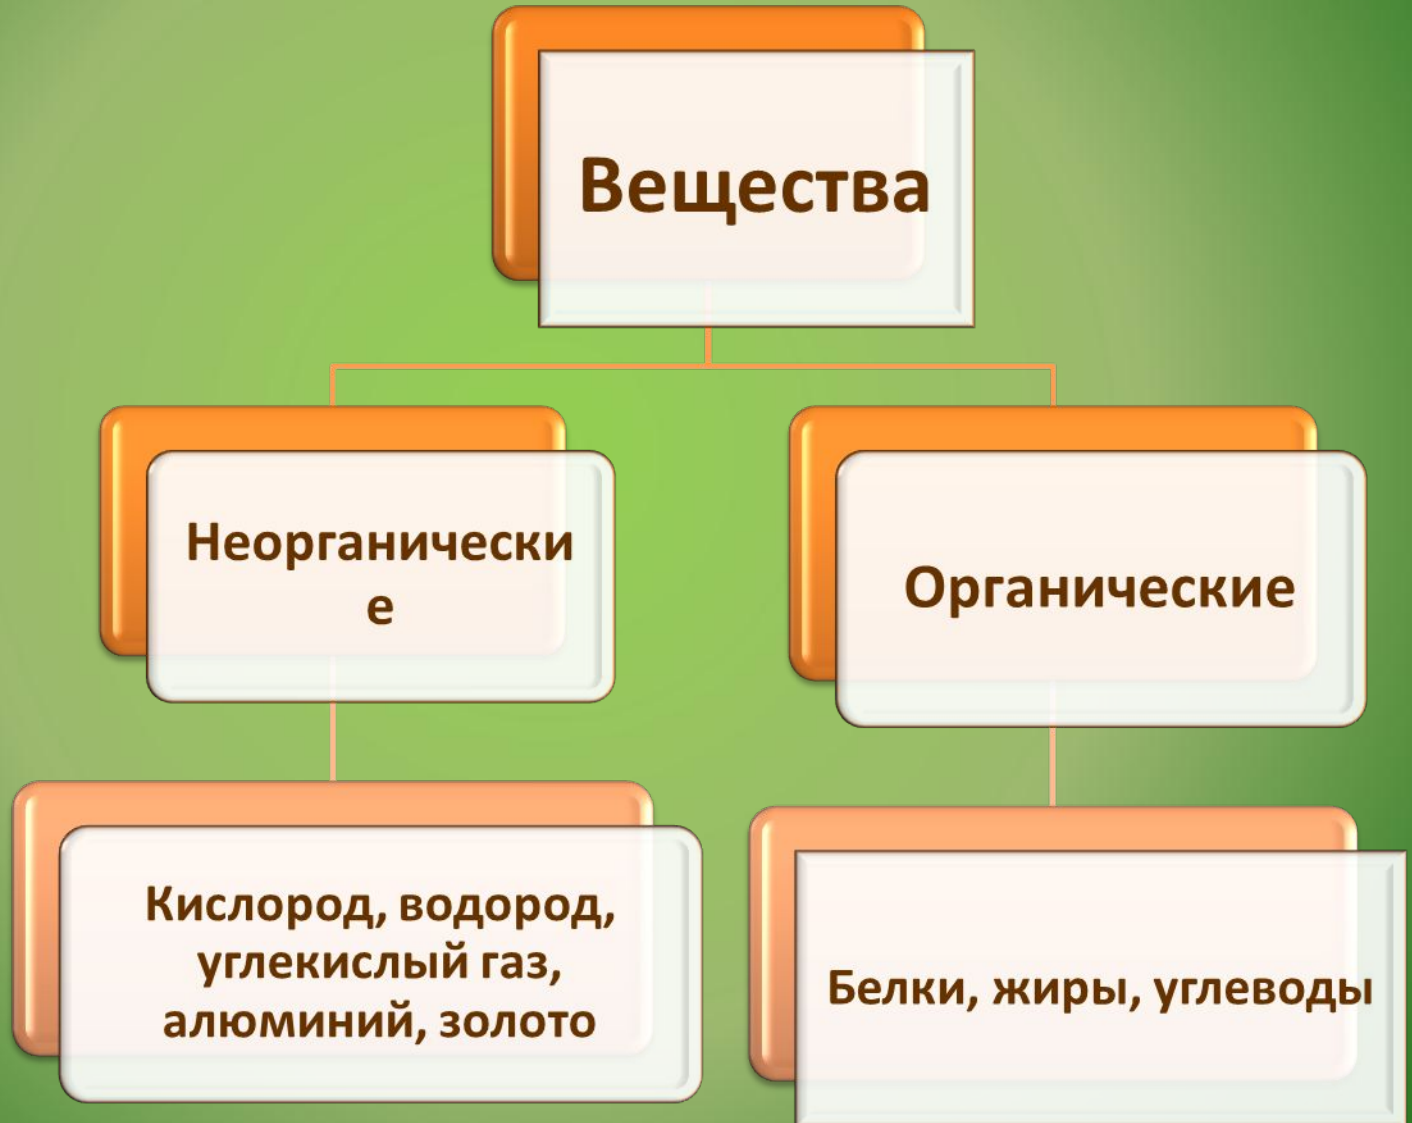 Вещества
Неорганически
е
Органические
Кислород, водород,
углекислый газ,
алюминий, золото
Белки, жиры, углеводы